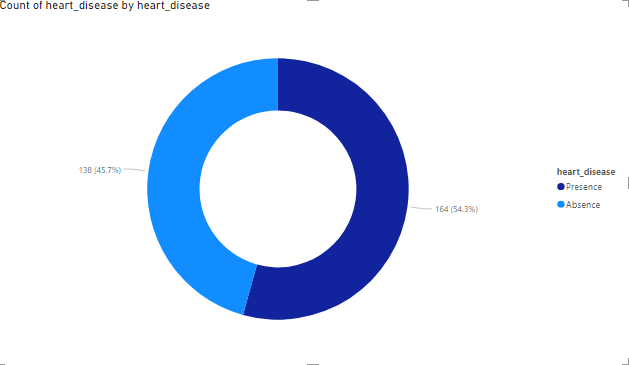 Count of heart_disease by heart_disease
138 (45.7%)
164 (54.3%)
heart_disease
Presence
Absence